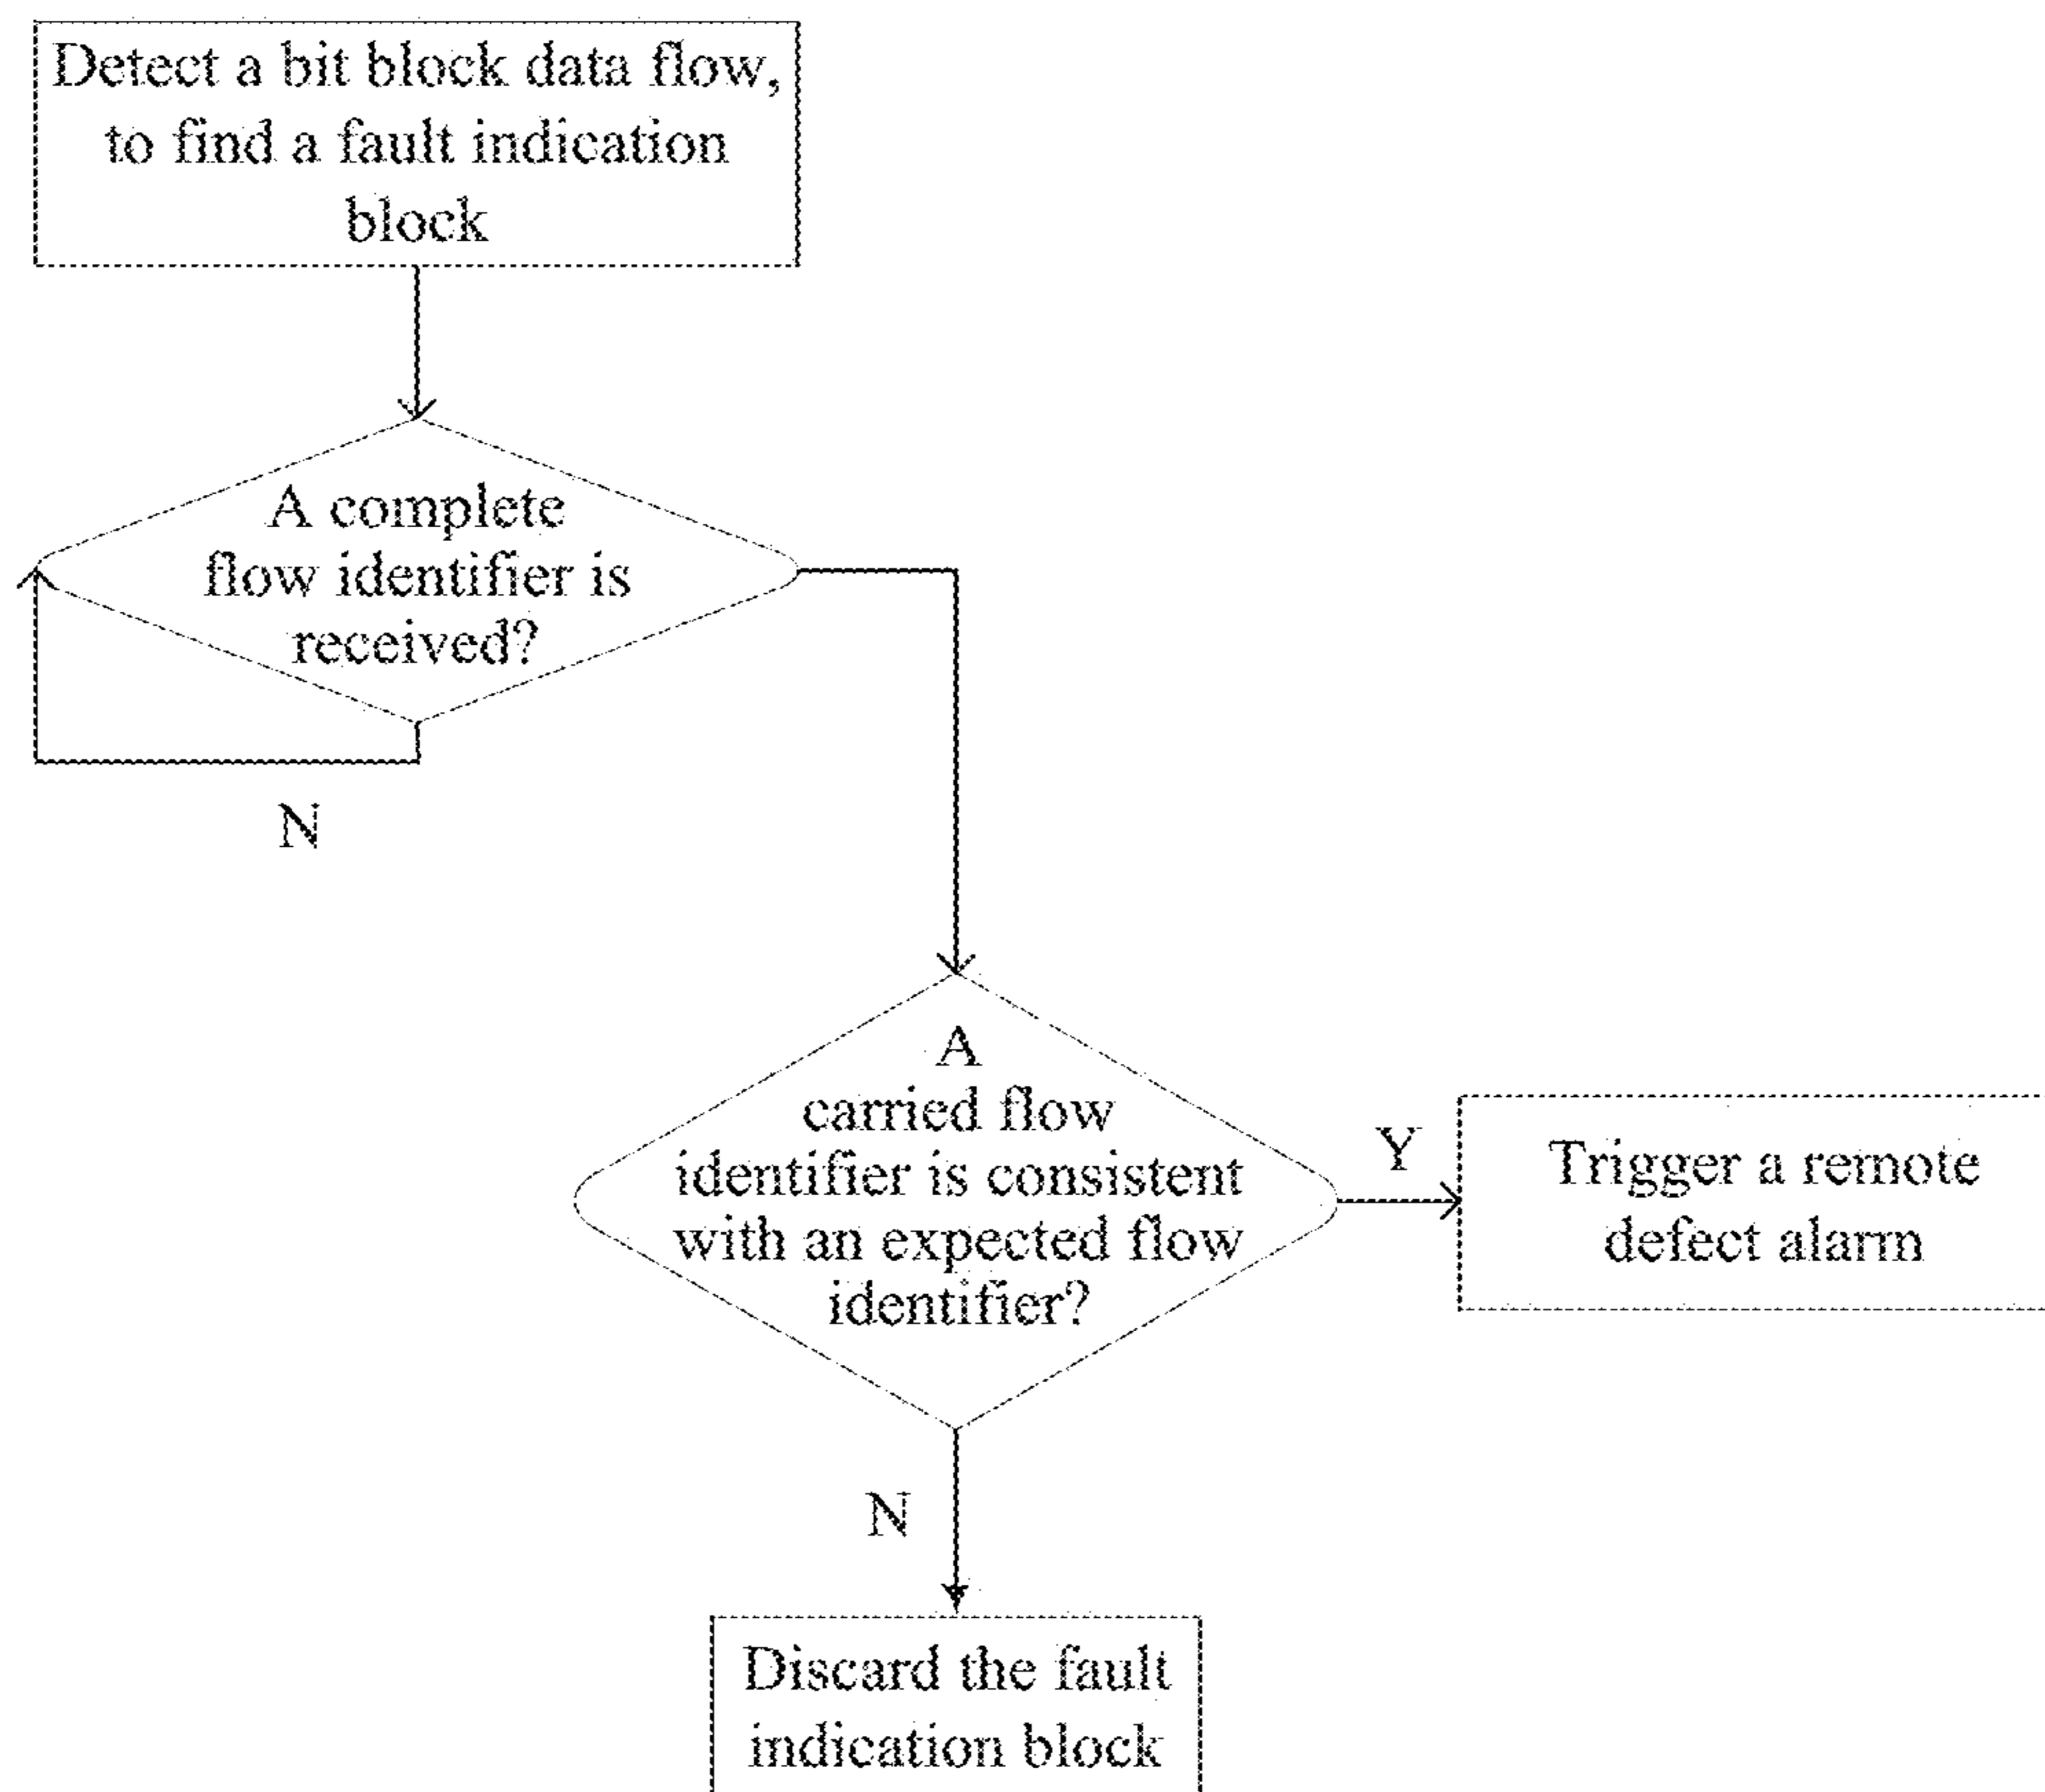 Detect a bit block data flow,
to find a fault indication
block
A complete
flow identifier is
received?
N
A
carried flow
identifier is consistent
with an expected flow
identifier?
Y
Trigger a remote
defect alarm
N
Discard the fault
indication block